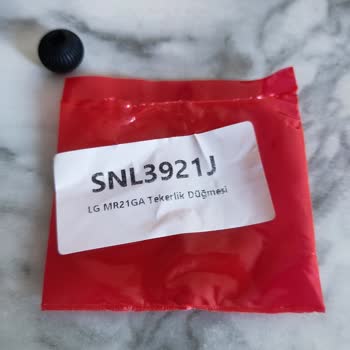 SNL3921J
LG MR21GA Tekerlik Düğmesi